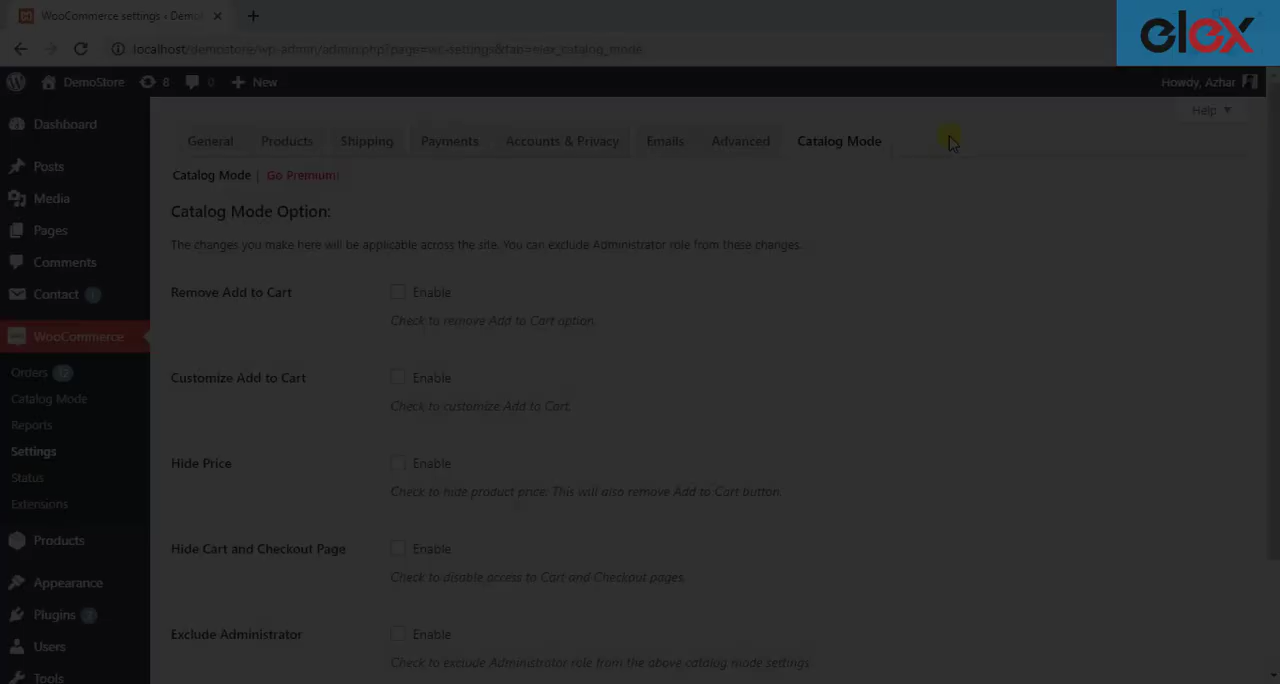 WooCommerce settings ‹ Demo
elex
localhost/demostore/wp-admin/admin.php?page=wc-settings&tab=elex_catalog_mode
DemoStore
8
0
New
Howdy, Azhar
Help
Dashboard
Posts
Media
Pages
Comments
Contact
WooCommerce
Orders 12
Catalog Mode
Reports
Settings
Status
Extensions
Products
Appearance
Plugins 2
Users
Tools
General
Products
Shipping
Payments
Accounts & Privacy
Emails
Advanced
Catalog Mode
Catalog Mode | Go Premium!
Catalog Mode Option:
The changes you make here will be applicable across the site. You can exclude Administrator role from these changes.
Remove Add to Cart
Enable
Check to remove Add to Cart option.
Customize Add to Cart
Enable
Check to customize Add to Cart.
Hide Price
Enable
Check to hide product price. This will also remove Add to Cart button.
Hide Cart and Checkout Page
Enable
Check to disable access to Cart and Checkout pages.
Exclude Administrator
Enable
Check to exclude Administrator role from the above catalog mode settings